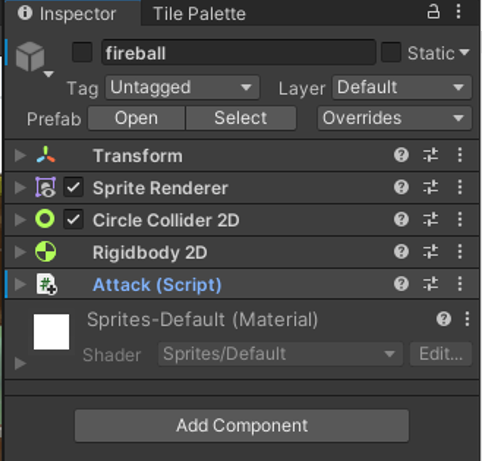 Inspector Tile Palette
fireball Static
Tag Untagged Layer Default
Prefab Open Select Overrides
Transform
Sprite Renderer
Circle Collider 2D
Rigidbody 2D
# Attack (Script)
Sprites-Default (Material)
Shader Sprites/Default Edit...
Add Component